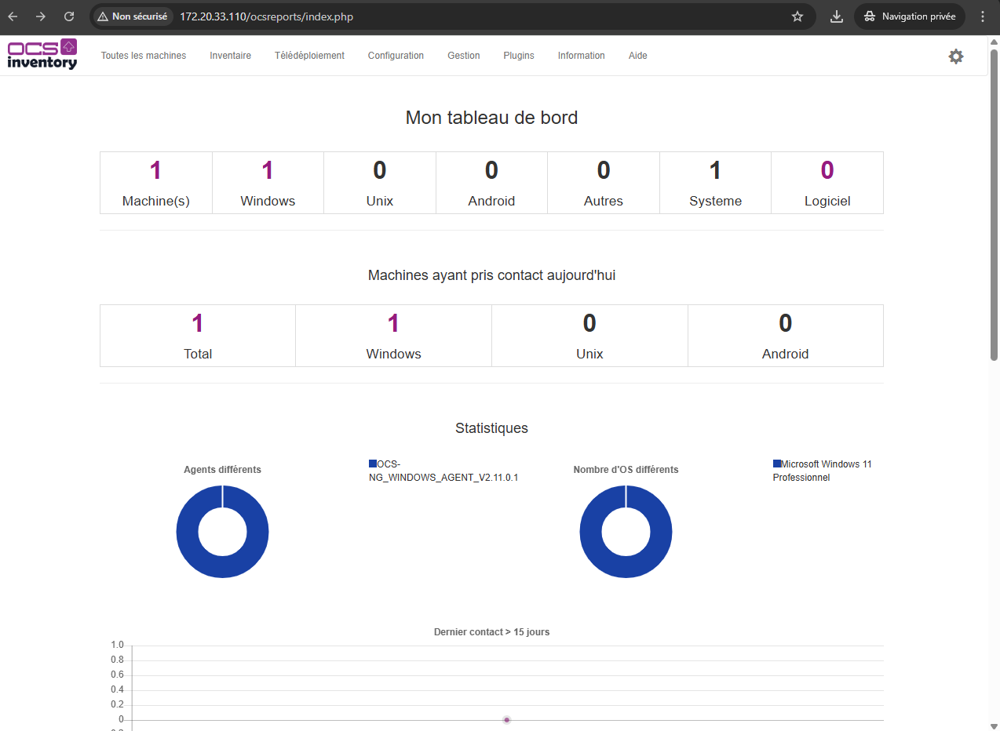 Non sécurisé
172.20.33.110/ocsreports/index.php
Navigation privée
OCS
inventory
Toutes les machines
Inventaire
Télédéploiement
Configuration
Gestion
Plugins
Information
Aide
Mon tableau de bord
1
1
0
0
0
1
0
Machine(s)
Windows
Unix
Android
Autres
Systeme
Logiciel
Machines ayant pris contact aujourd'hui
1
1
0
0
Total
Windows
Unix
Android
Statistiques
Agents différents
OCS-
NG_WINDOWS_AGENT_V2.11.0.1
Nombre d'OS différents
Microsoft Windows 11
Professionnel
Dernier contact > 15 jours
1.0
0.8
0.6
0.4
0.2
0